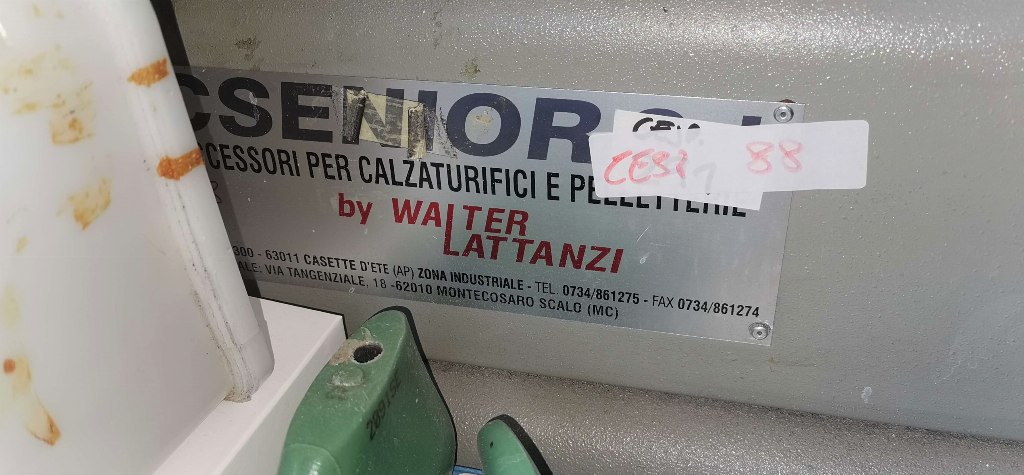 CSENIOR
CESI 88
CESSORI PER CALZATURIFICI E PELLETTERIE
by WALTER
LATTANZI
300 - 63011 CASETTE D'ETE (AP) ZONA INDUSTRIALE - TEL. 0734/861275 - FAX 0734/861274
ALE: VIA TANGENZIALE, 18 - 62010 MONTECOSARO SCALO (MC)